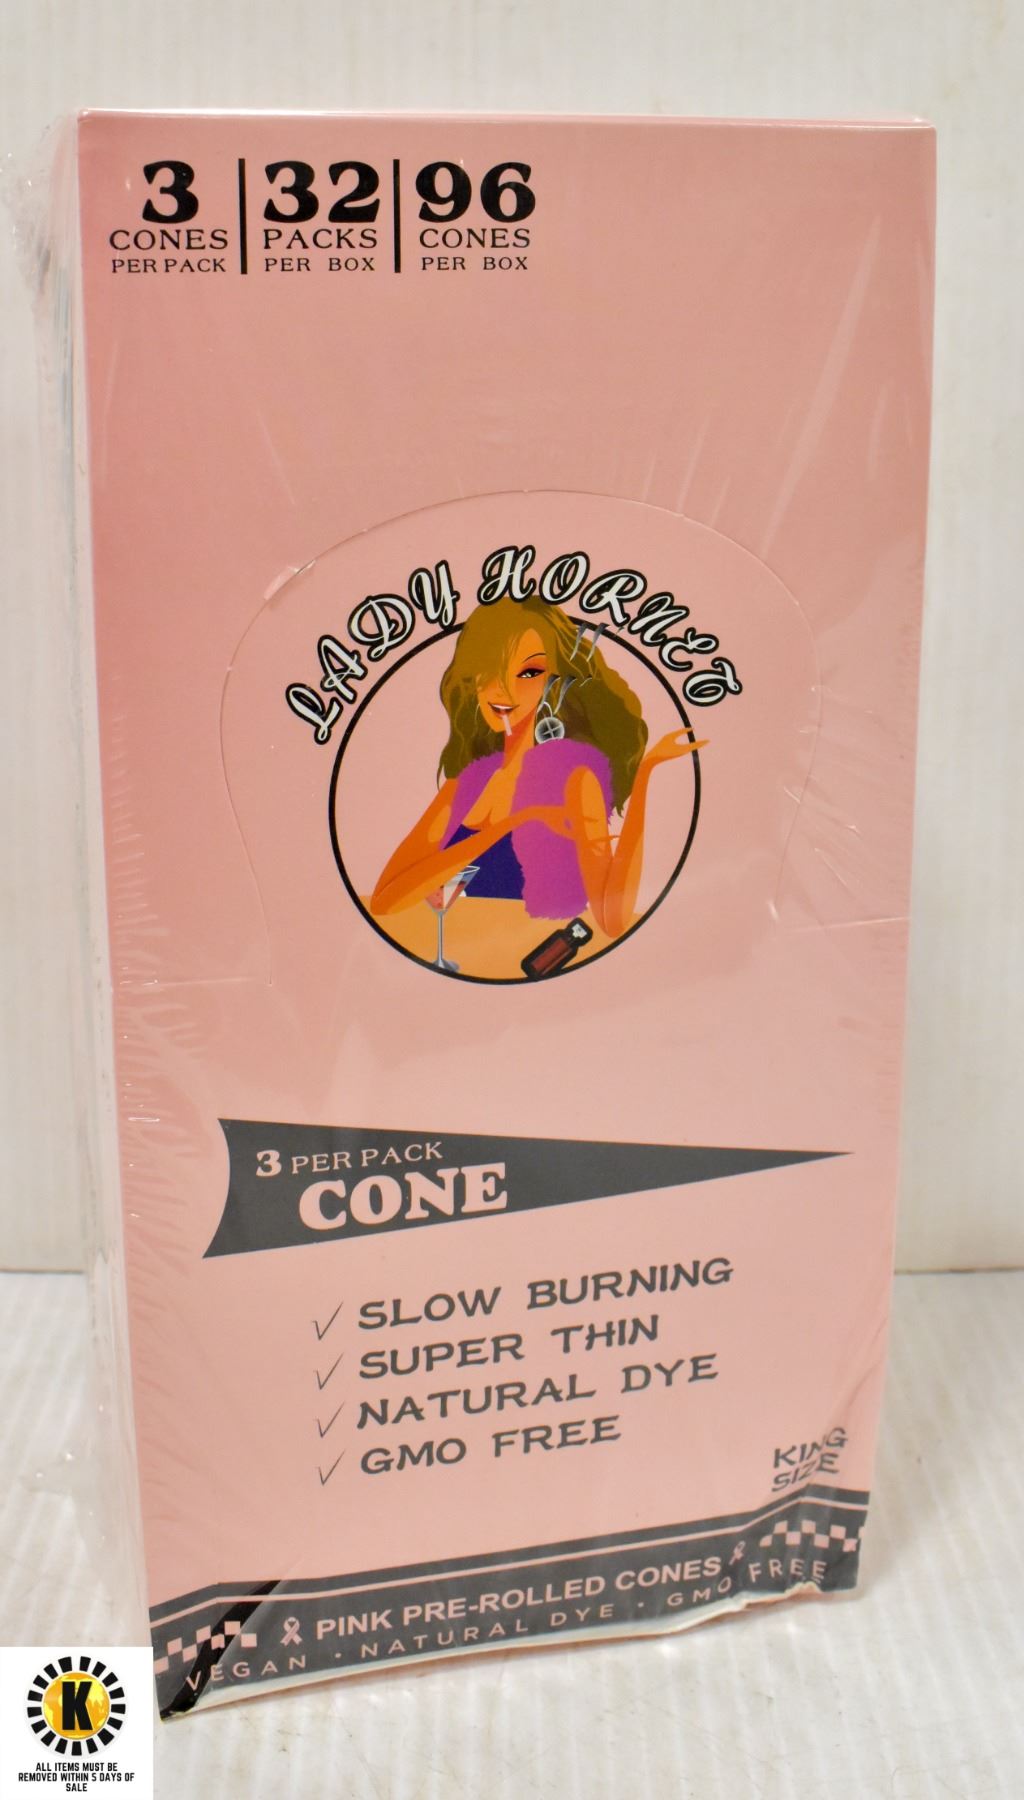 3 32 96
CONES PACKS CONES
PER PACK PER BOX PER BOX
LADY HORNET
3 PER PACK
CONE
✓ SLOW BURNING
✓ SUPER THIN
✓ NATURAL DYE
✓ GMO FREE
KING
SIZE
PINK PRE-ROLLED CONES
VEGAN · NATURAL DYE · GMO FREE
K
ALL ITEMS MUST BE
REMOVED WITHIN 5 DAYS OF
SALE